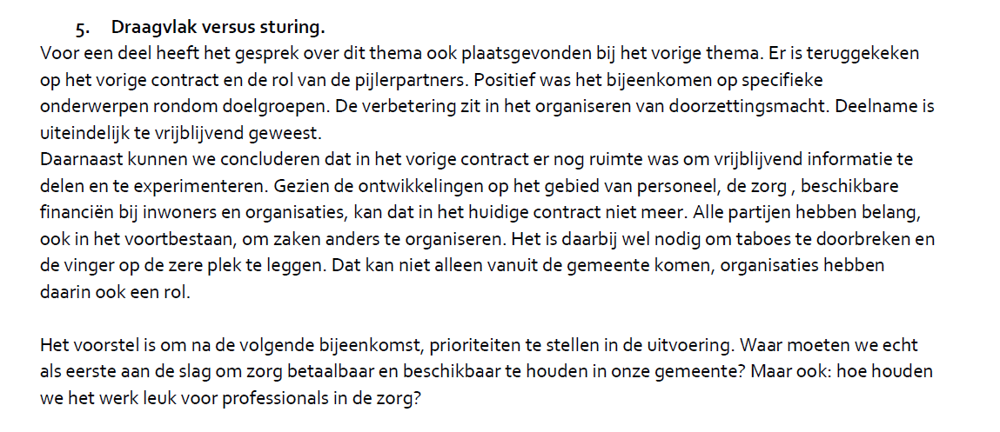 5. Draagvlak versus sturing.
Voor een deel heeft het gesprek over dit thema ook plaatsgevonden bij het vorige thema. Er is teruggekeken
op het vorige contract en de rol van de pijlerpartners. Positief was het bijeenkomen op specifieke
onderwerpen rondom doelgroepen. De verbetering zit in het organiseren van doorzettingsmacht. Deelname is
uiteindelijk te vrijblijvend geweest.
Daarnaast kunnen we concluderen dat in het vorige contract er nog ruimte was om vrijblijvend informatie te
delen en te experimenteren. Gezien de ontwikkelingen op het gebied van personeel, de zorg , beschikbare
financiën bij inwoners en organisaties, kan dat in het huidige contract niet meer. Alle partijen hebben belang,
ook in het voortbestaan, om zaken anders te organiseren. Het is daarbij wel nodig om taboes te doorbreken en
de vinger op de zere plek te leggen. Dat kan niet alleen vanuit de gemeente komen, organisaties hebben
daarin ook een rol.
Het voorstel is om na de volgende bijeenkomst, prioriteiten te stellen in de uitvoering. Waar moeten we echt
als eerste aan de slag om zorg betaalbaar en beschikbaar te houden in onze gemeente? Maar ook: hoe houden
we het werk leuk voor professionals in de zorg?